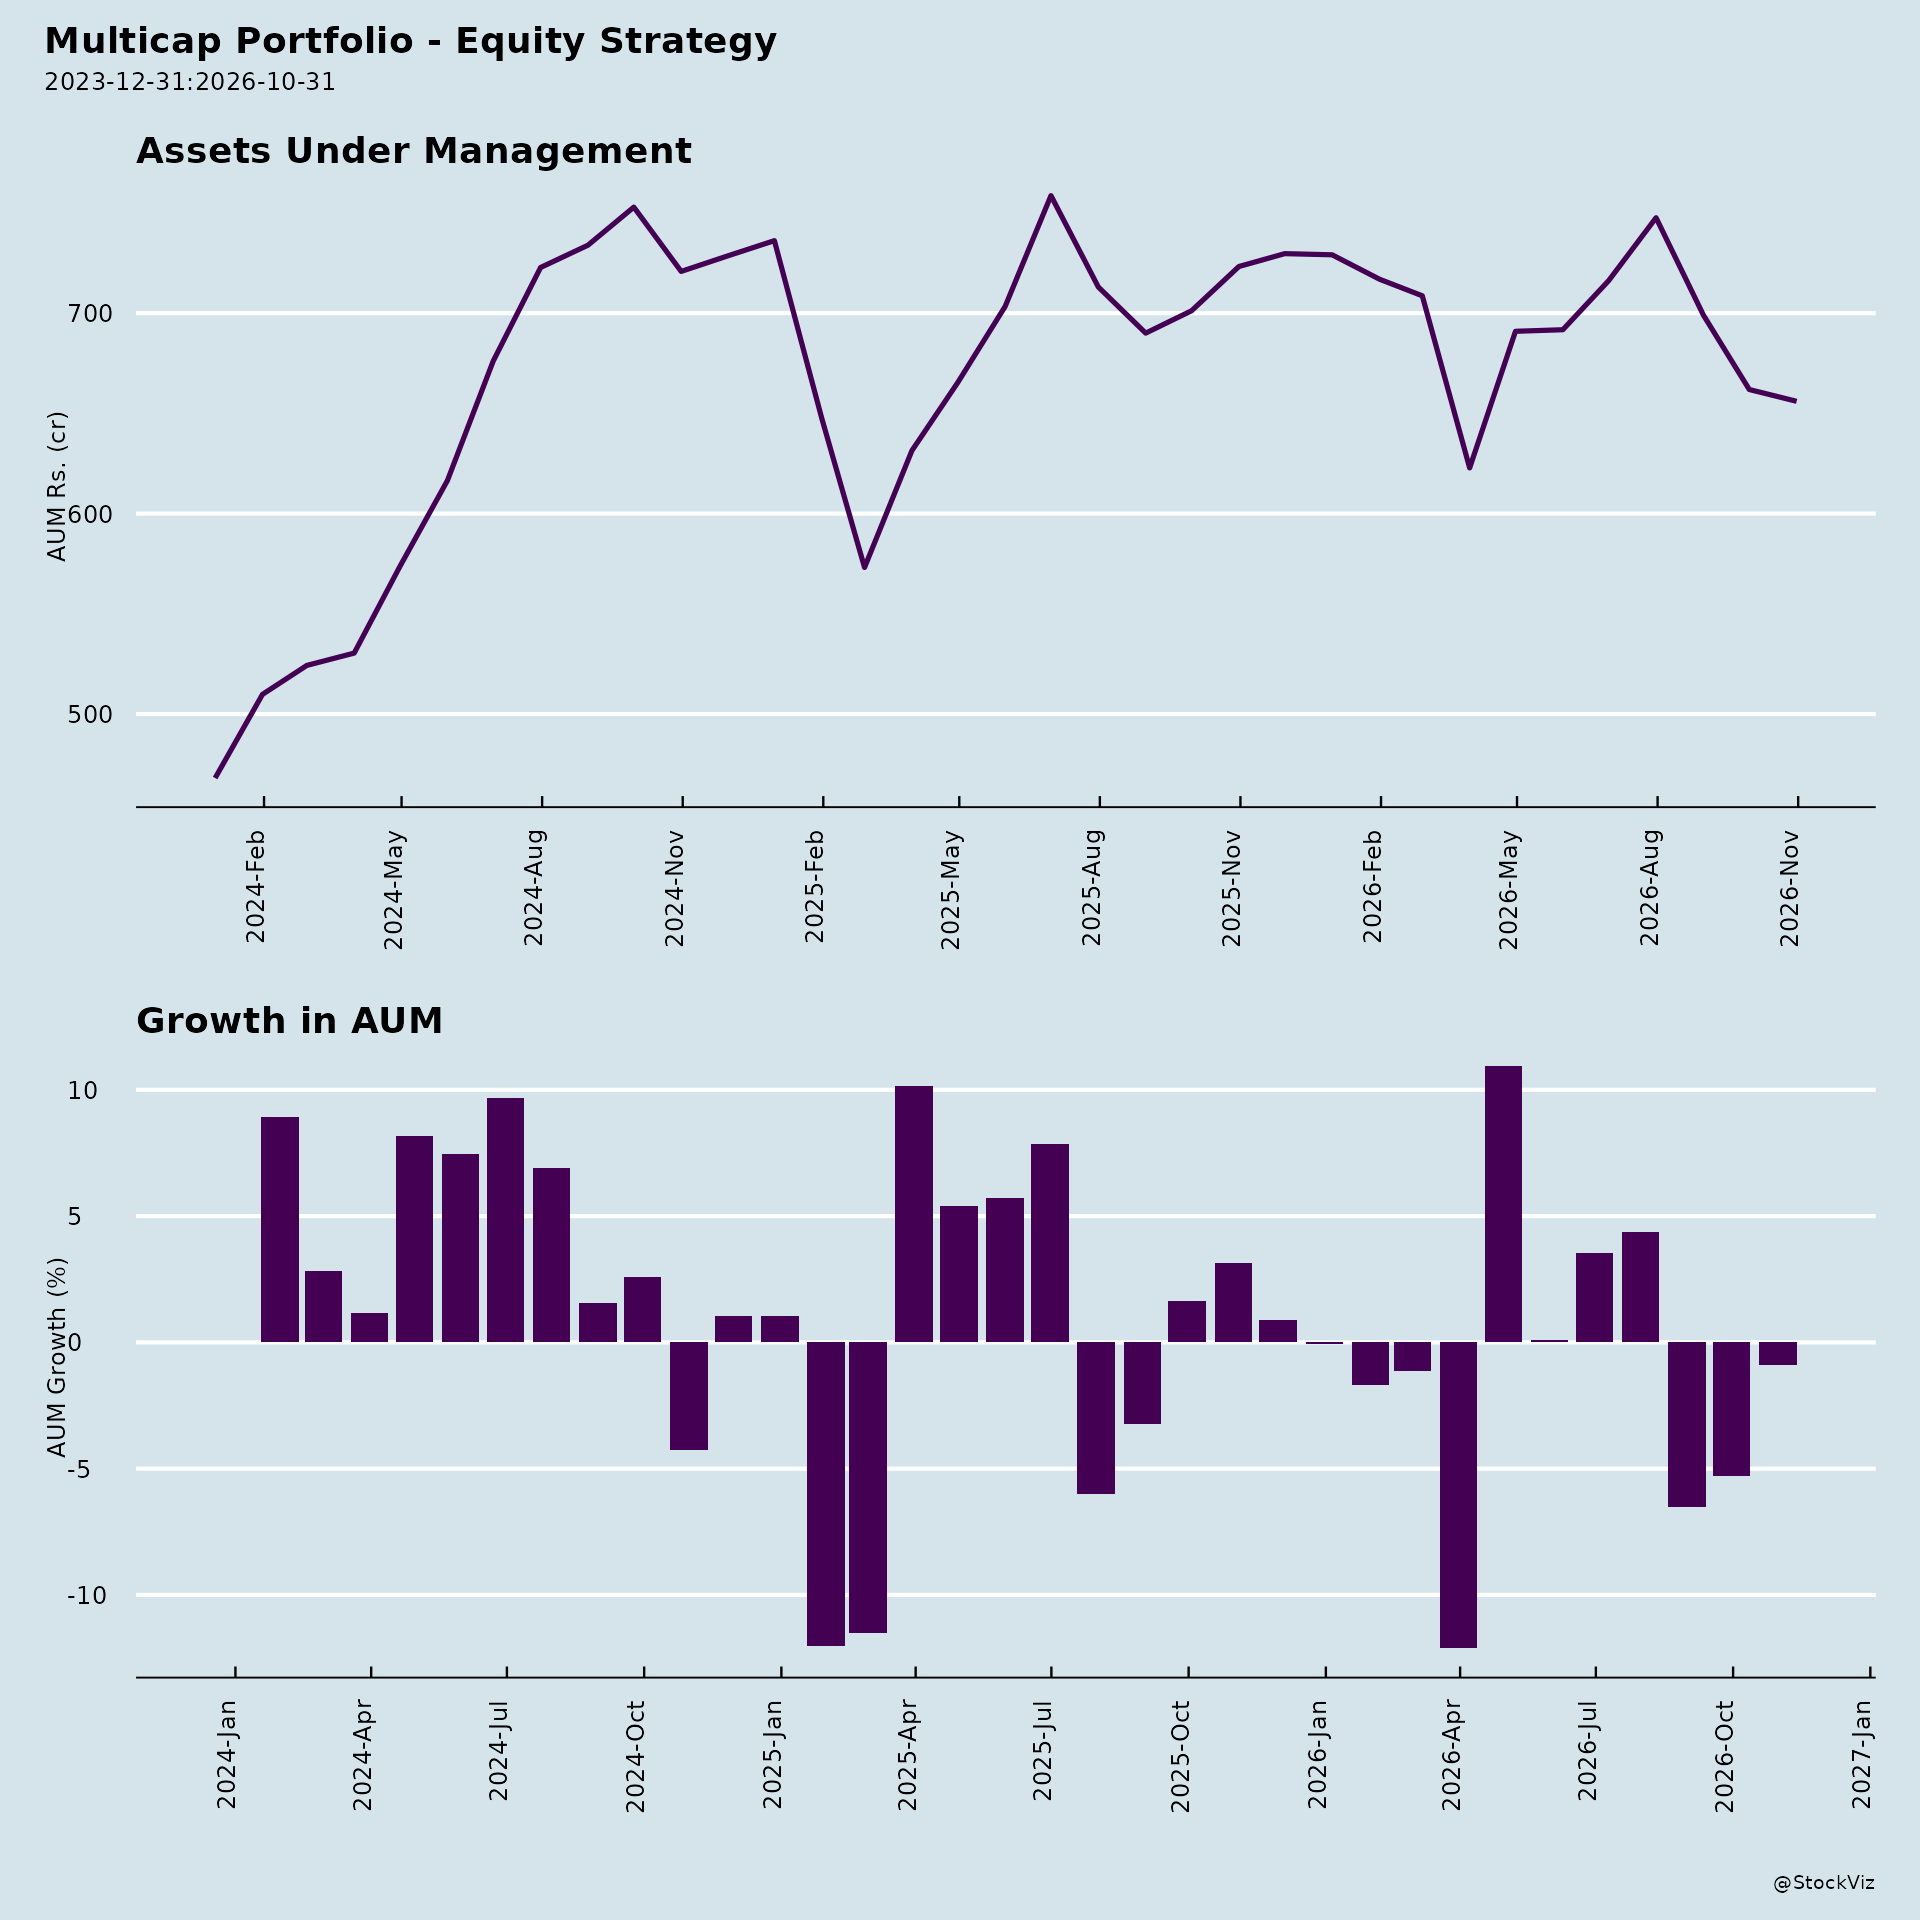 Multicap Portfolio - Equity Strategy
2023-12-31:2026-10-31
Assets Under Management
AUM Rs. (cr)
700
600
500
2024-Feb
2024-May
2024-Aug
2024-Nov
2025-Feb
2025-May
2025-Aug
2025-Nov
2026-Feb
2026-May
2026-Aug
2026-Nov
Growth in AUM
AUM Growth (%)
10
5
0
-5
-10
2024-Jan
2024-Apr
2024-Jul
2024-Oct
2025-Jan
2025-Apr
2025-Jul
2025-Oct
2026-Jan
2026-Apr
2026-Jul
2026-Oct
2027-Jan
@StockViz